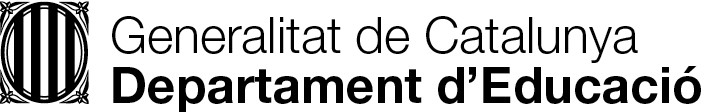 Generalitat de Catalunya
Departament d’Educació